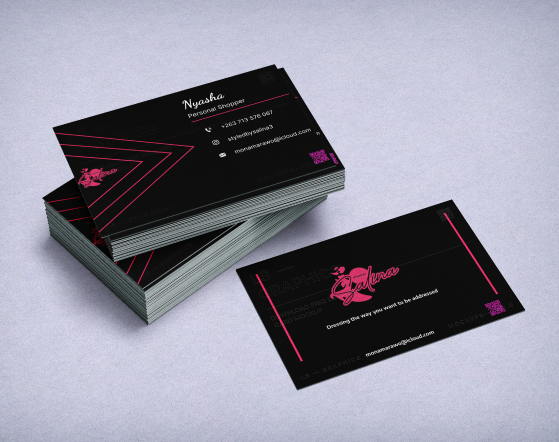 Nyasha
Personal Shopper
+263 713 576 067
styledbysalina3
monamarawo@icloud.com
Salina
Dressing the way you want to be addressed
monamarawo@icloud.com